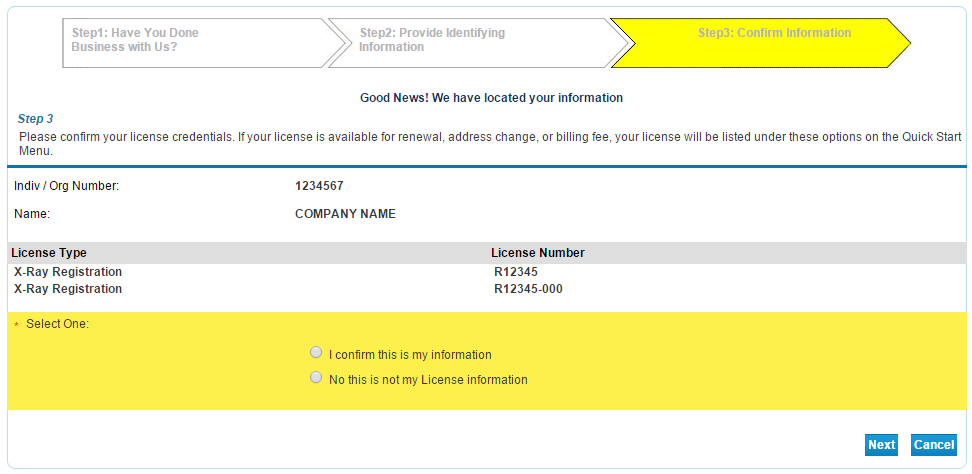 Step1: Have You Done
Business with Us?
Step2: Provide Identifying
Information
Step3: Confirm Information
Good News! We have located your information
Step 3
Please confirm your license credentials. If your license is available for renewal, address change, or billing fee, your license will be listed under these options on the Quick Start
Menu.
Indiv / Org Number: 1234567
Name: COMPANY NAME
License Type License Number
X-Ray Registration R12345
X-Ray Registration R12345-000
* Select One:
I confirm this is my information
No this is not my License information
Next Cancel